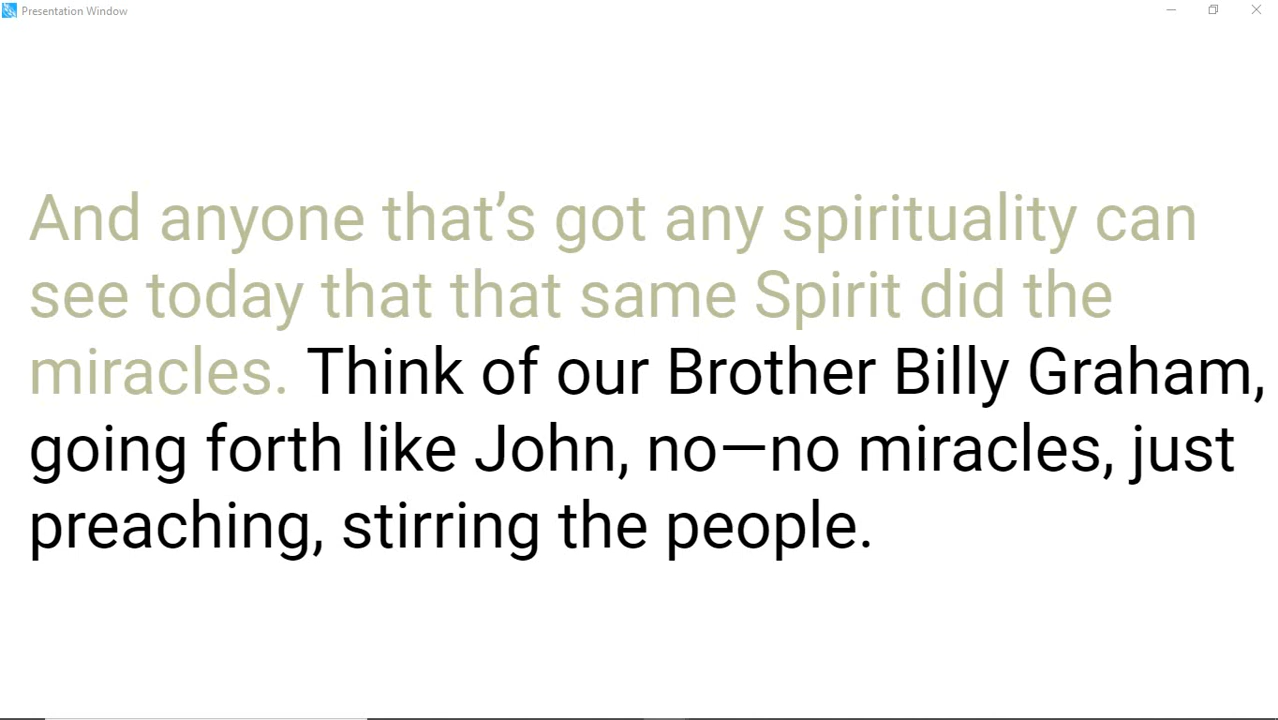 Presentation Window
And anyone that’s got any spirituality can
see today that that same Spirit did the
miracles. Think of our Brother Billy Graham,
going forth like John, no—no miracles, just
preaching, stirring the people.